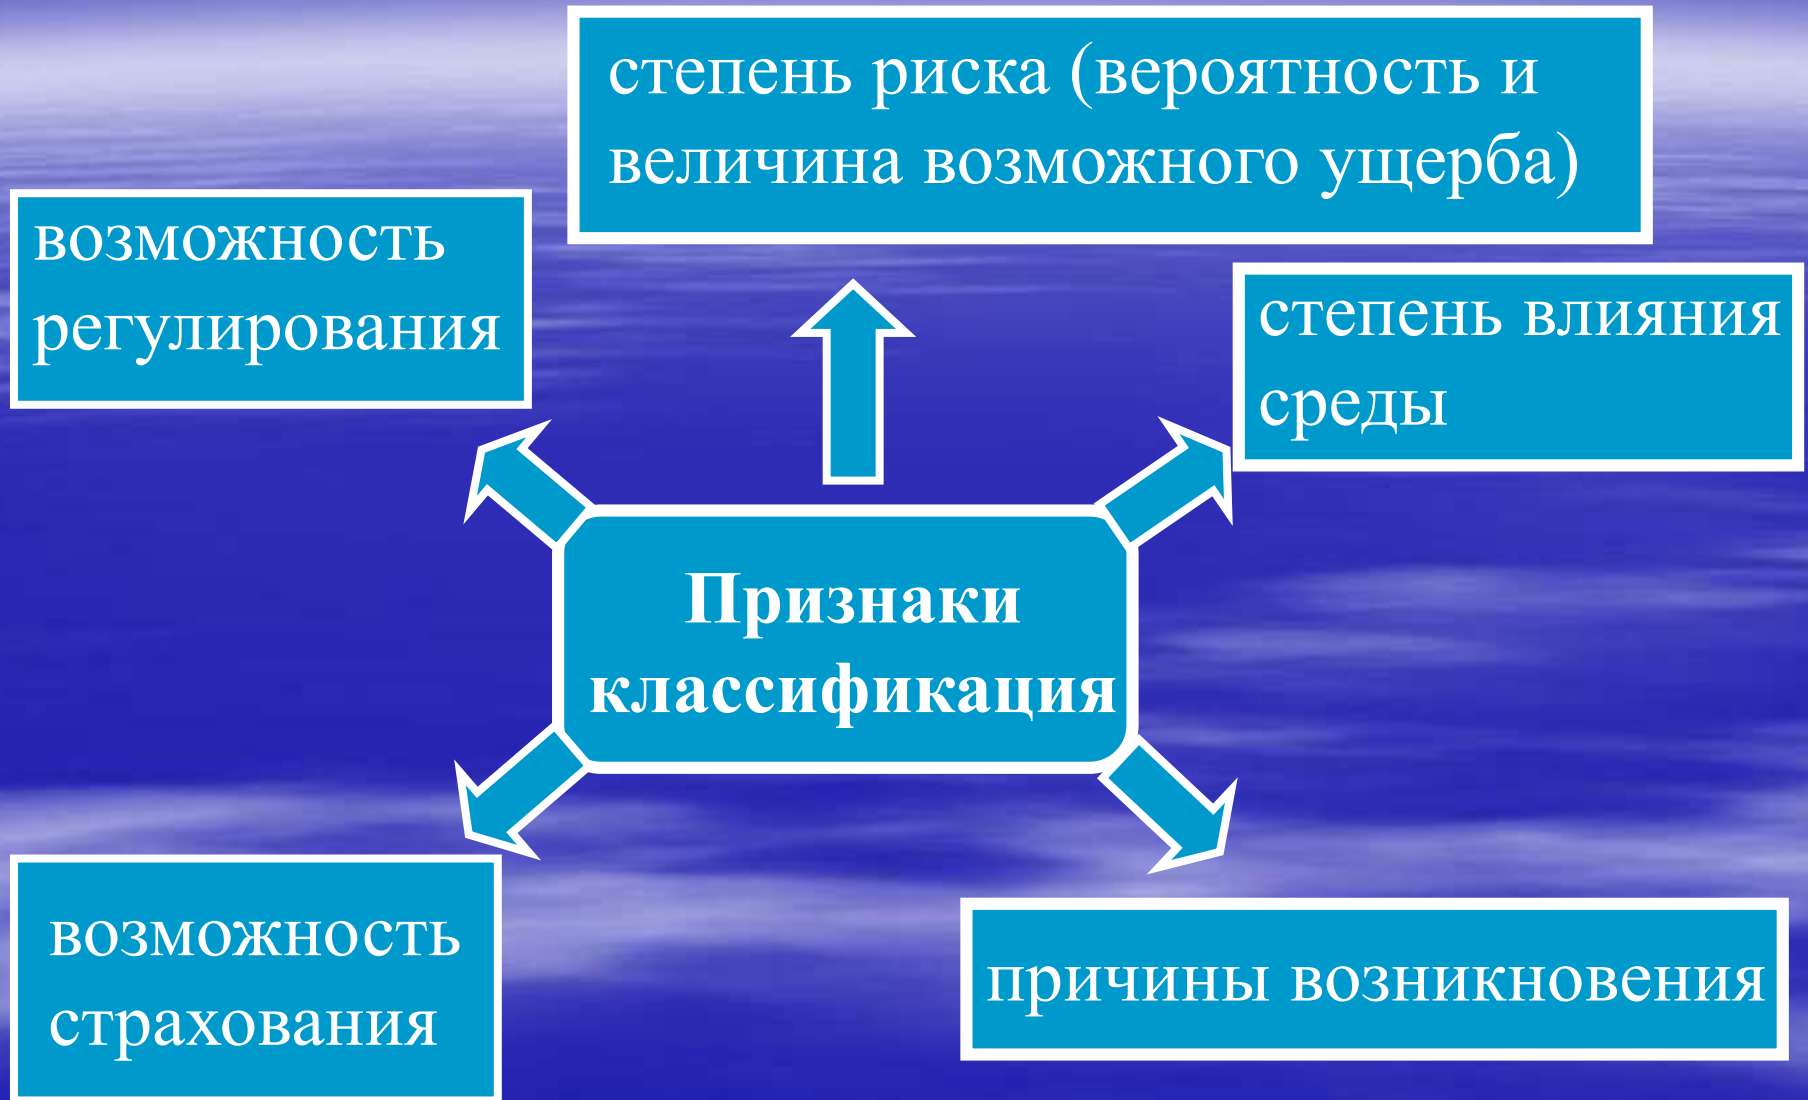 степень риска (вероятность и
величина возможного ущерба)
возможность
регулирования
степень влияния
среды
Признаки
классификация
возможность
страхования
причины возникновения